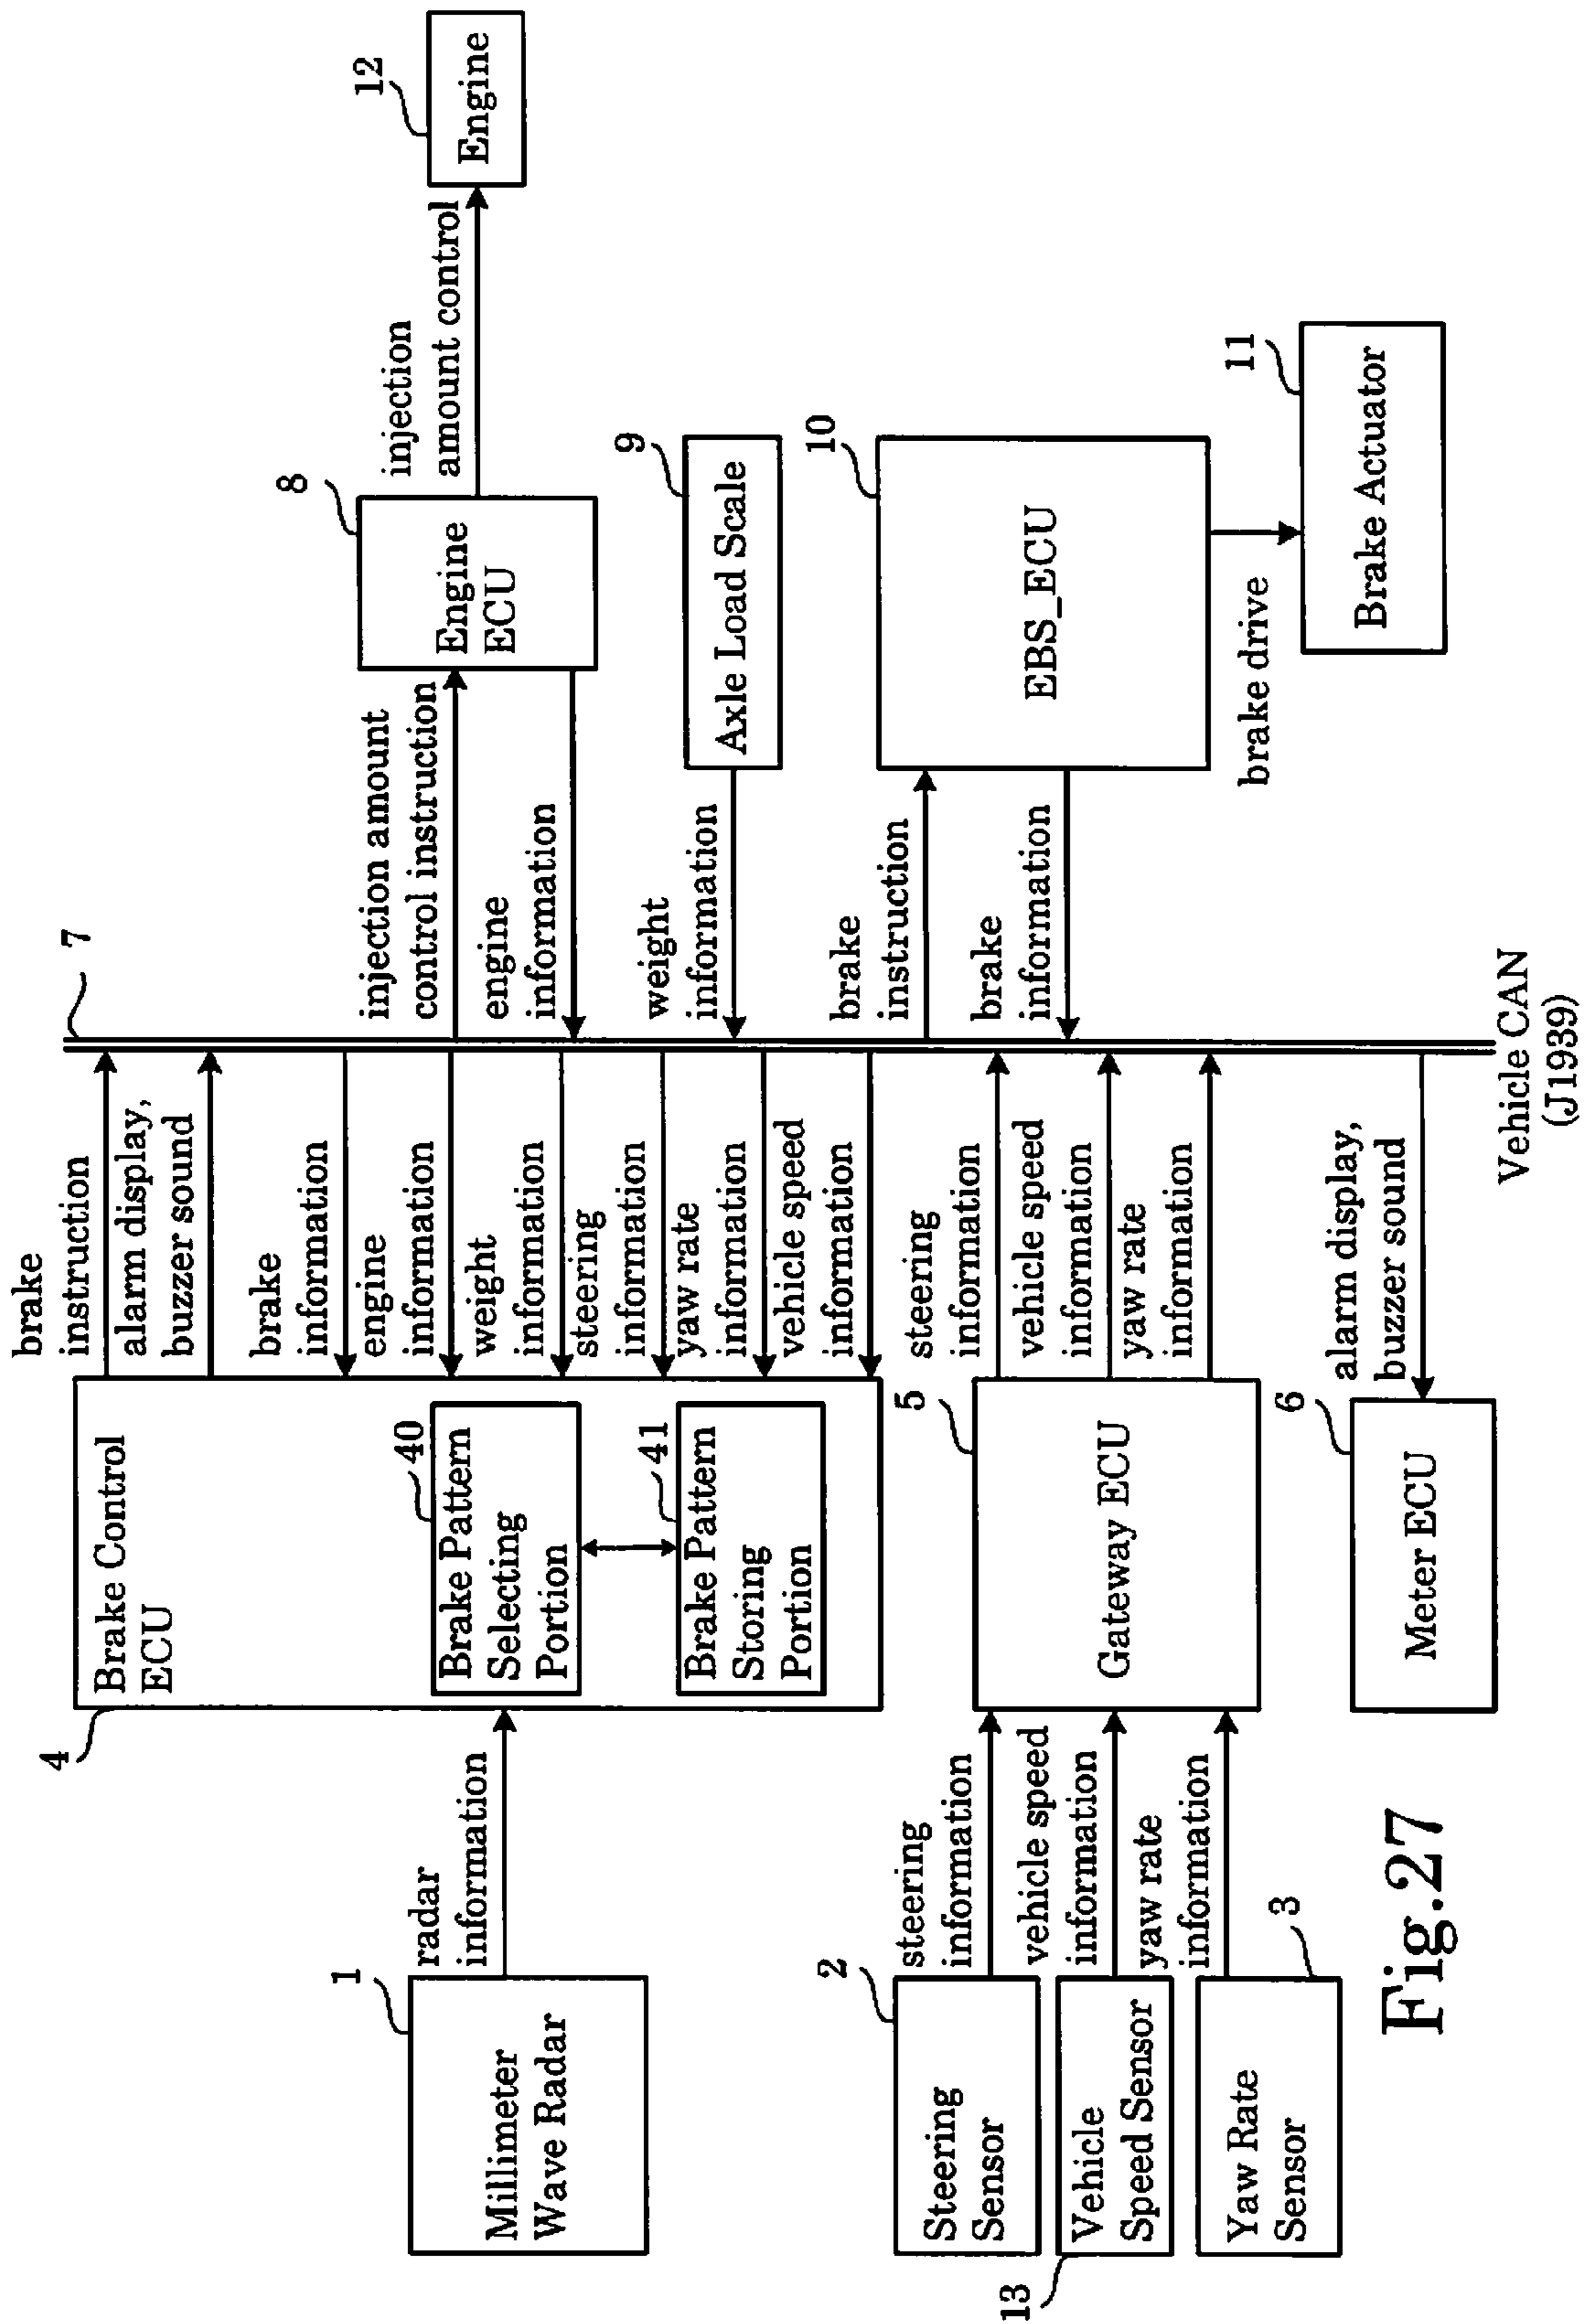 1
Millimeter
Wave Radar
radar
information
2
Steering
Sensor
steering
information
13
Vehicle
Speed Sensor
vehicle speed
information
3
Yaw Rate
Sensor
yaw rate
information
4
Brake Control
ECU
40
Brake Pattern
Selecting
Portion
41
Brake Pattern
Storing
Portion
brake
instruction
alarm display,
buzzer sound
brake
information
engine
information
weight
information
steering
information
yaw rate
information
vehicle speed
information
5
Gateway ECU
steering
information
vehicle speed
information
yaw rate
information
6
Meter ECU
alarm display,
buzzer sound
7
Vehicle CAN
(J1939)
injection amount
control instruction
engine
information
8
Engine
ECU
injection
amount control
12
Engine
weight
information
9
Axle Load Scale
brake
instruction
brake
information
10
EBS_ECU
brake drive
11
Brake Actuator
Fig.27